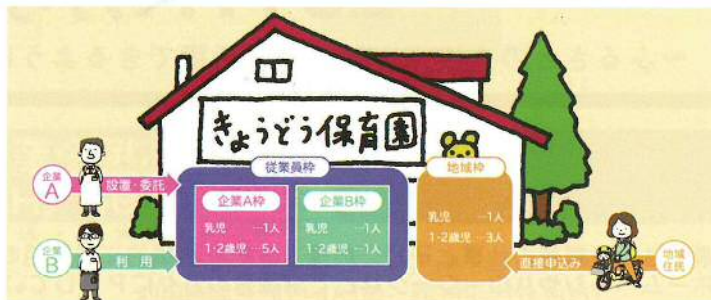 きょうどう保育園
従業員枠
地域枠
企業A
設置・委託
企業A枠
乳児 …1人
1・2歳児 …5人
企業B枠
乳児 …1人
1・2歳児 …1人
乳児 …1人
1・2歳児 …3人
企業B
利用
直接申込み
地域住民